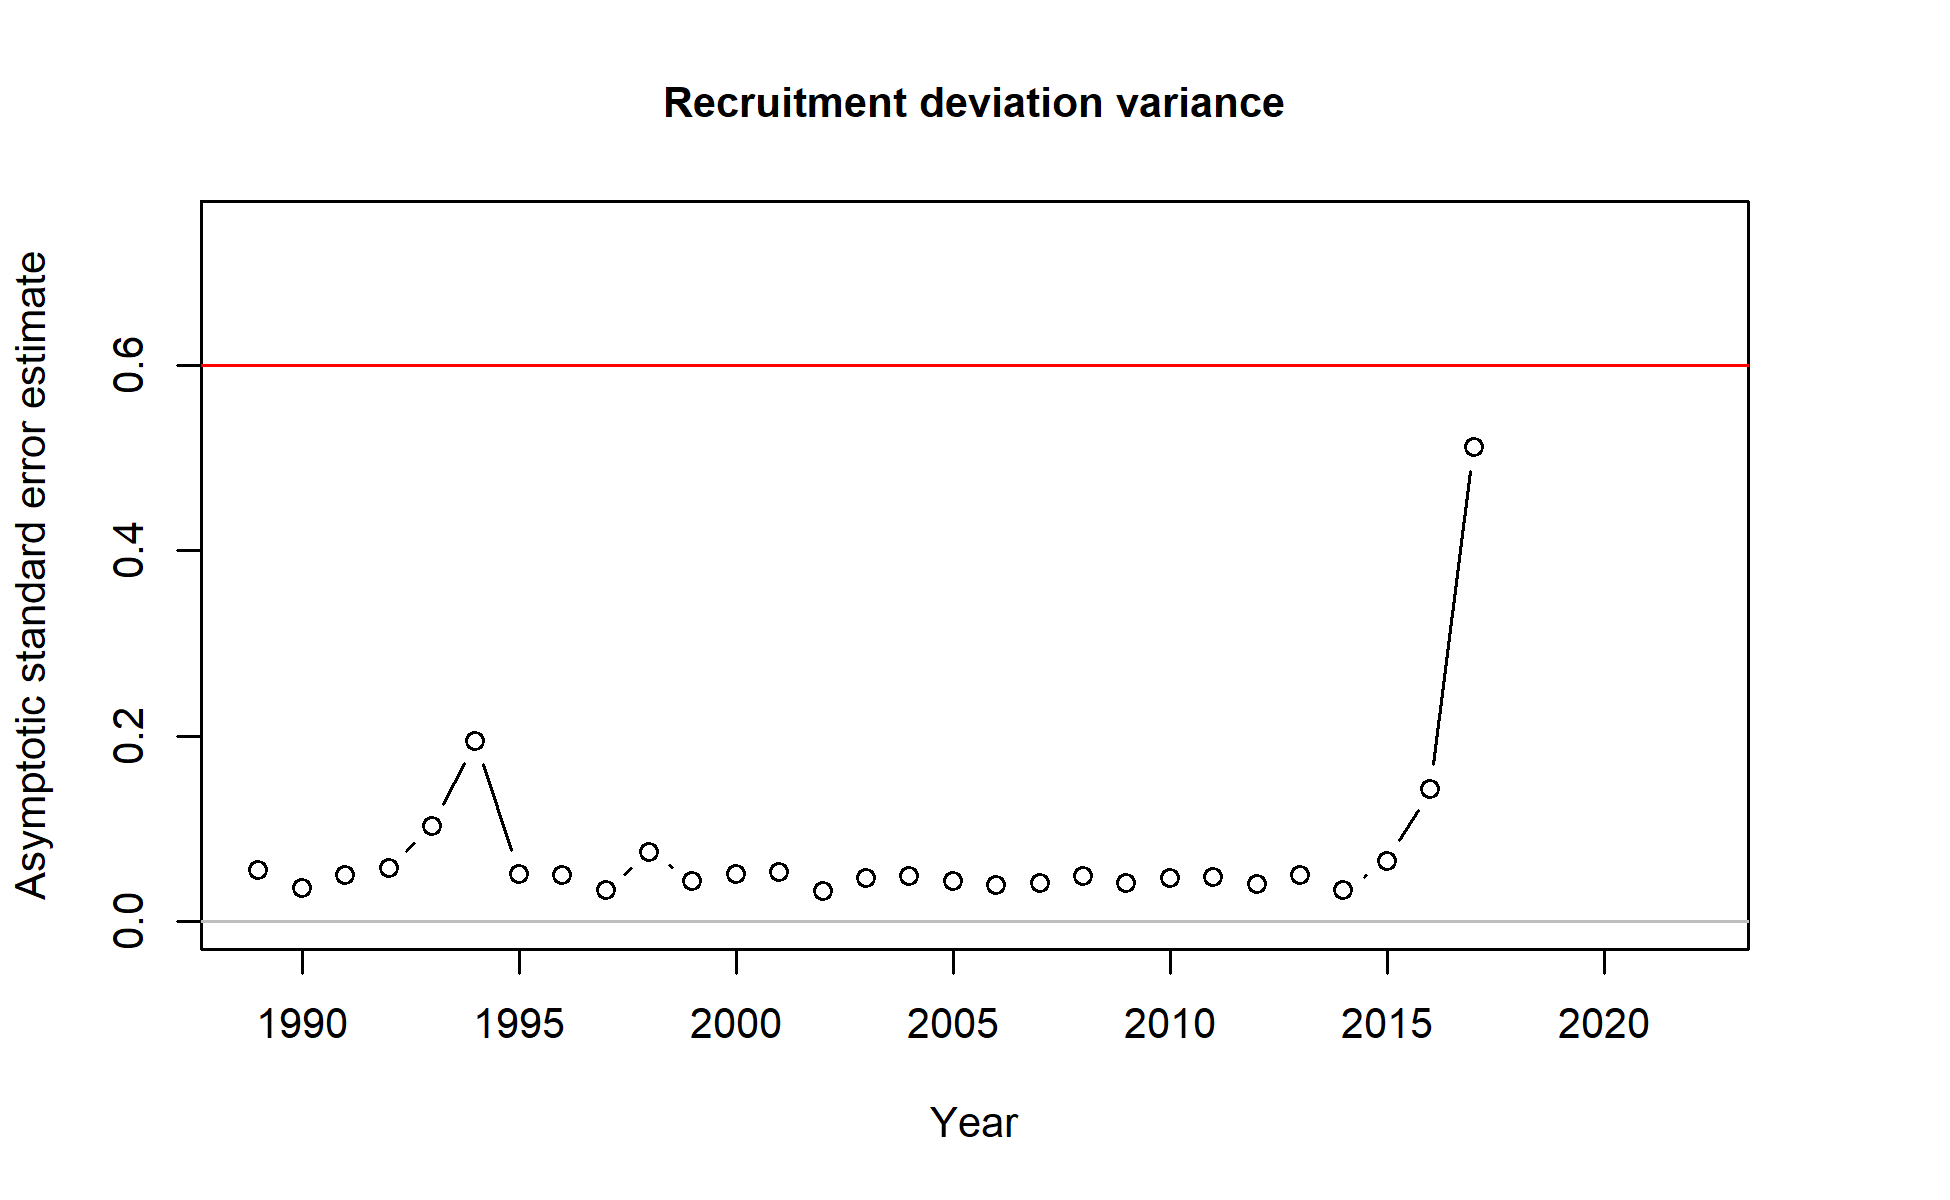 Recruitment deviation variance
Asymptotic standard error estimate
0.6
0.4
0.2
0.0
1990 1995 2000 2005 2010 2015 2020
Year